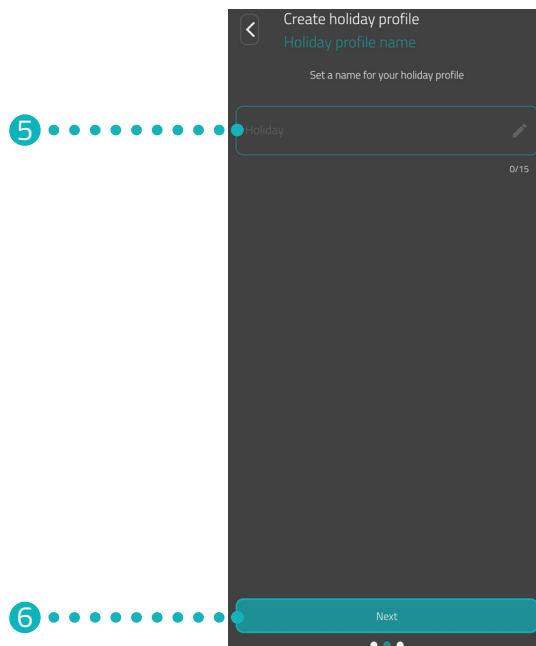 Create holiday profile
Holiday profile name
Set a name for your holiday profile
5
Holiday
0/15
6
Next